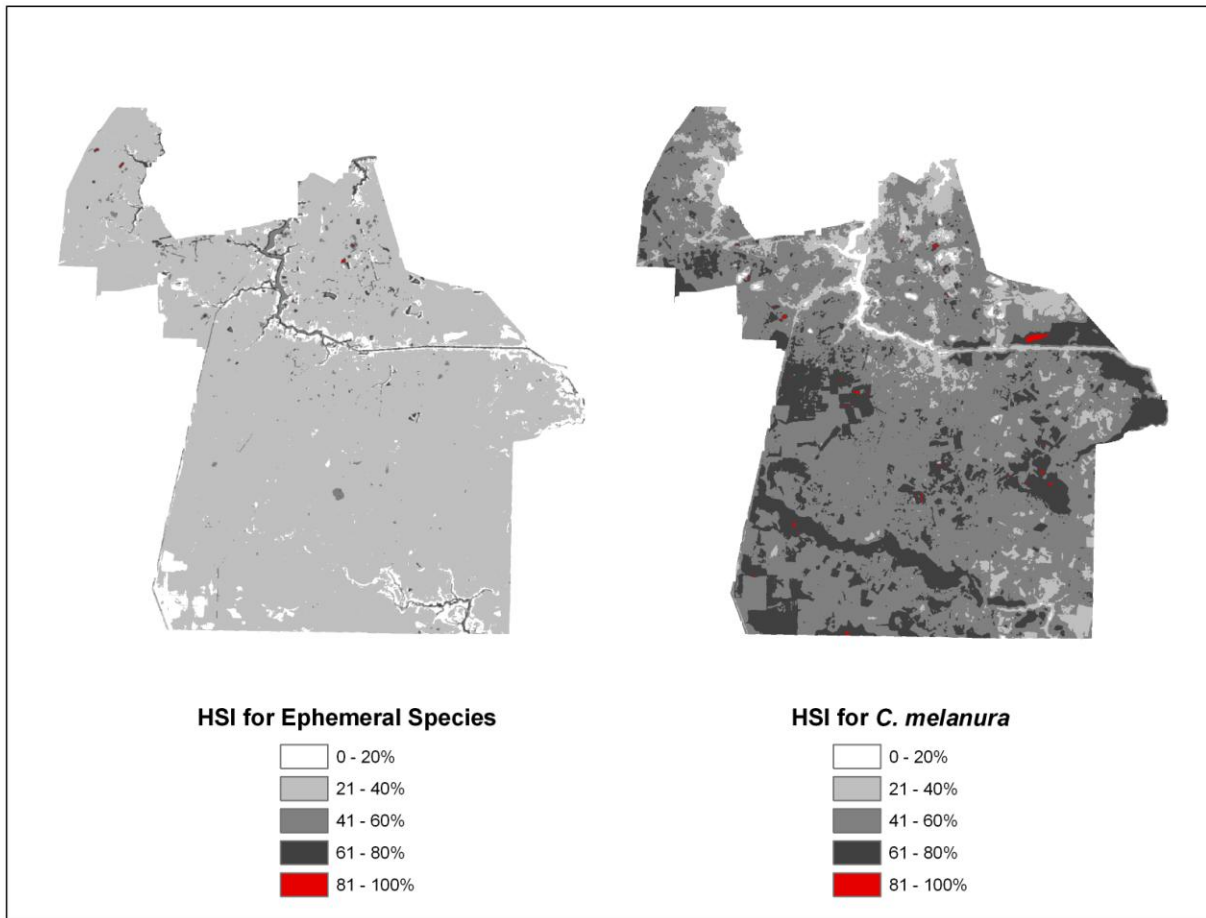 HSI for Ephemeral Species
0 - 20%
21 - 40%
41 - 60%
61 - 80%
81 - 100%
HSI for C. melanura
0 - 20%
21 - 40%
41 - 60%
61 - 80%
81 - 100%